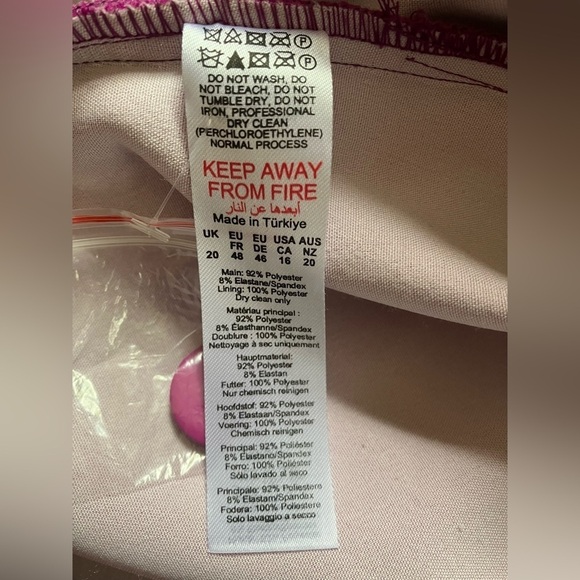 DO NOT WASH, DO
NOT BLEACH, DO NOT
TUMBLE DRY, DO NOT
IRON, PROFESSIONAL
DRY CLEAN
(PERCHLOROETHYLENE)
NORMAL PROCESS
KEEP AWAY
FROM FIRE
أبعدها عن النار
Made in Türkiye
UK EU EU USA AUS
FR DE CA NZ
20 48 46 16 20
Main: 92% Polyester
8% Elastane/Spandex
Lining: 100% Polyester
Dry clean only
Matériau principal :
92% Polyester
8% Élasthanne/Spandex
Doublure : 100% Polyester
Nettoyage à sec uniquement
Hauptmaterial:
92% Polyester
8% Elastan
Futter: 100% Polyester
Nur chemisch reinigen
Hoofdstof: 92% Polyester
8% Elastaan/Spandex
Voering: 100% Polyester
Chemisch reinigen
Principal: 92% Poliéster
8% Elastano/Spandex
Forro: 100% Poliéster
Sólo lavado al seco
Principale: 92% Poliestere
8% Elastam/Spandex
Fodera: 100% Poliestere
Sólo lavaggio a secco